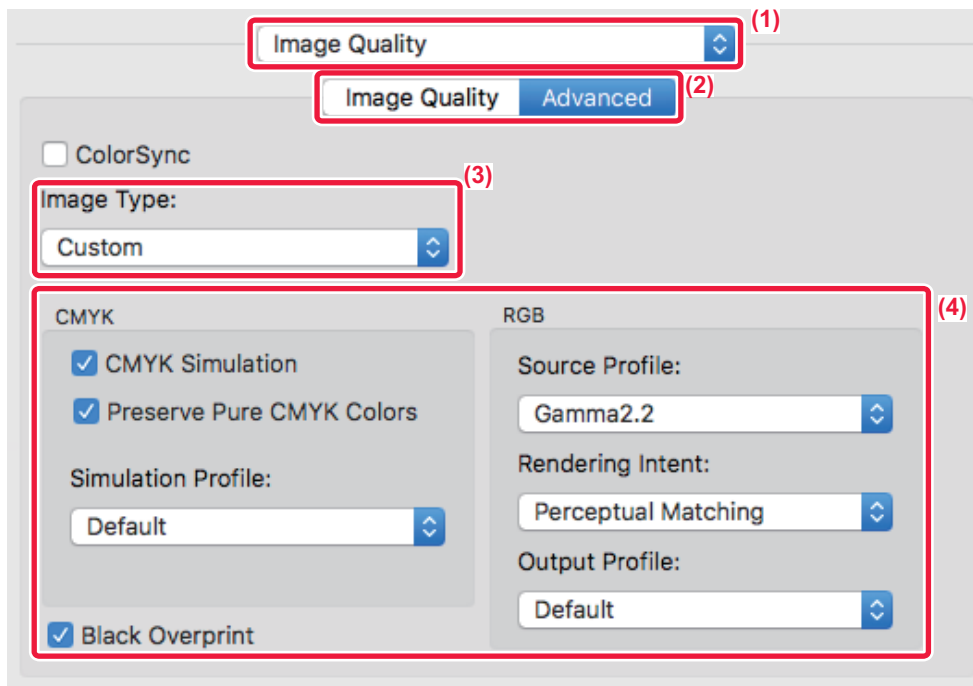 (1)
Image Quality
(2)
Image Quality Advanced
ColorSync
(3)
Image Type:
Custom
(4)
CMYK
CMYK Simulation
Preserve Pure CMYK Colors
Simulation Profile:
Default
Black Overprint
RGB
Source Profile:
Gamma2.2
Rendering Intent:
Perceptual Matching
Output Profile:
Default